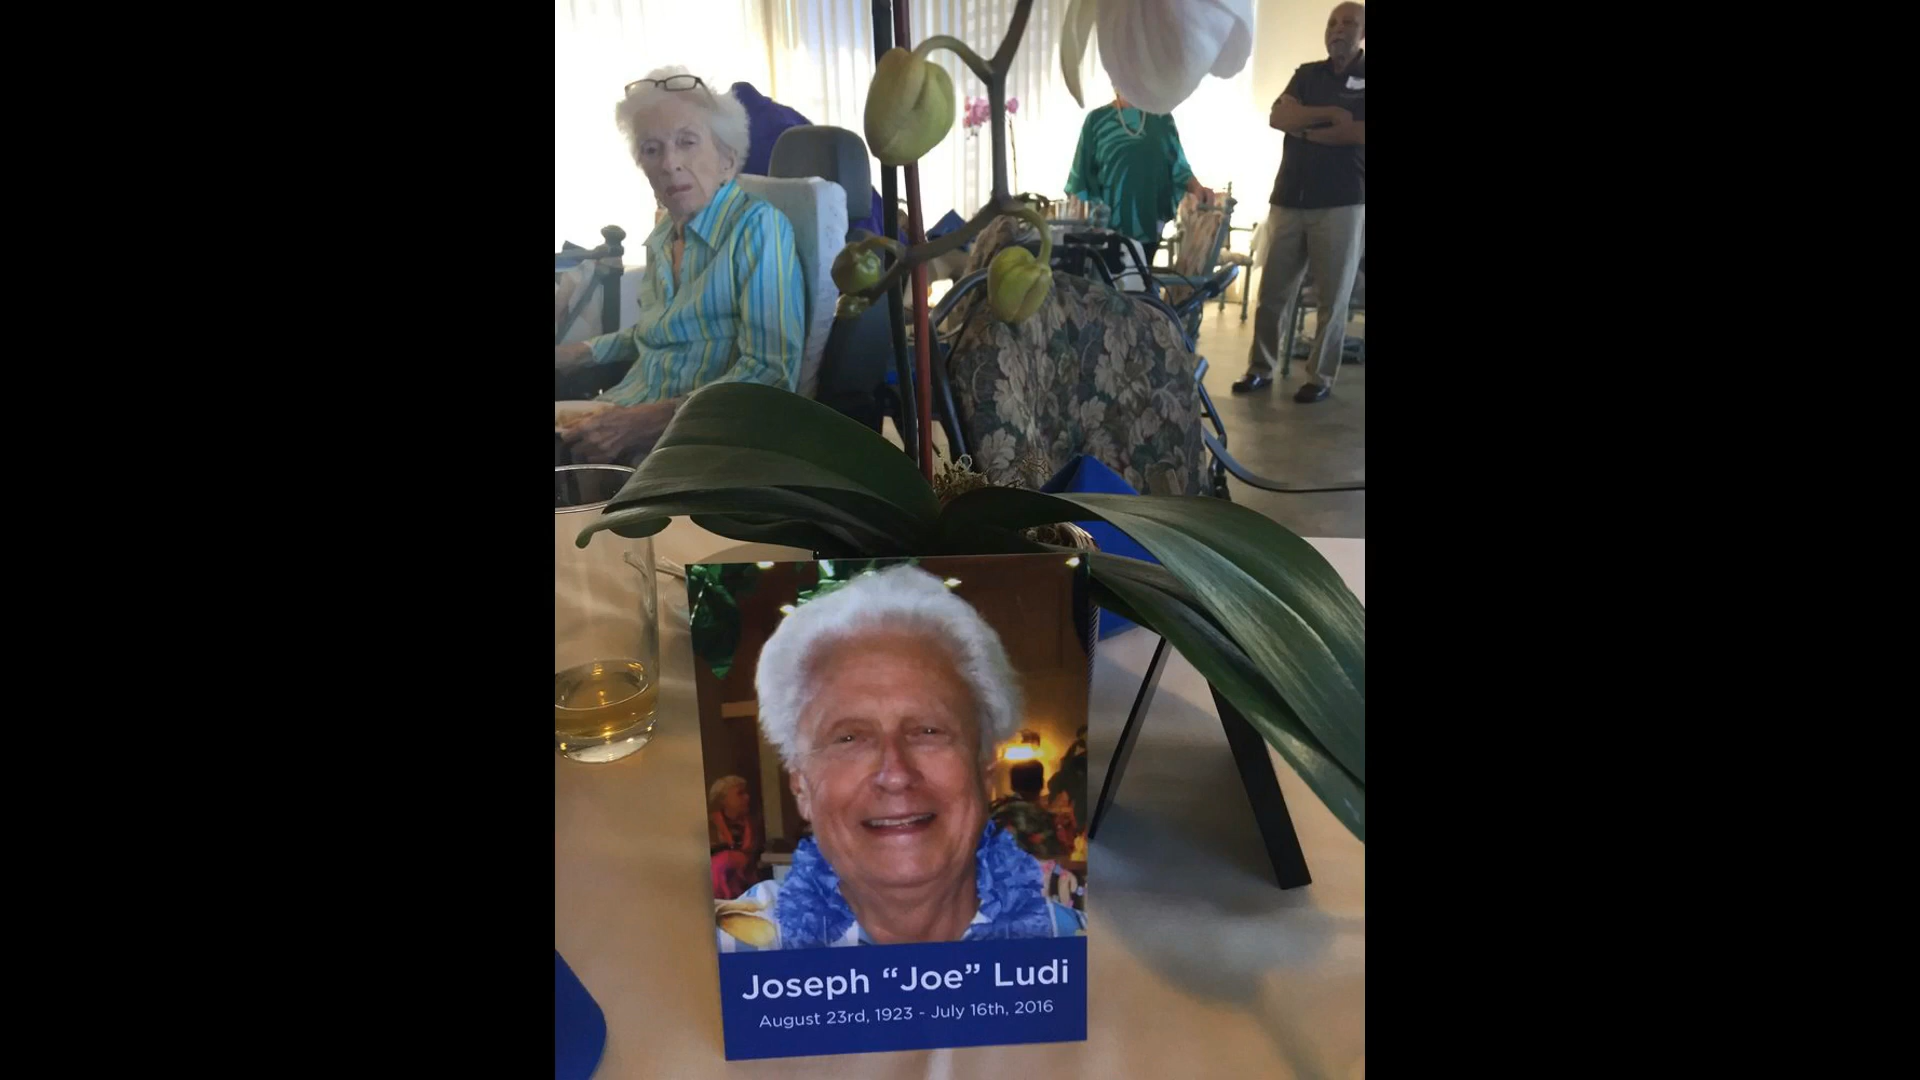 Joseph “Joe” Ludi
August 23rd, 1923 - July 16th, 2016